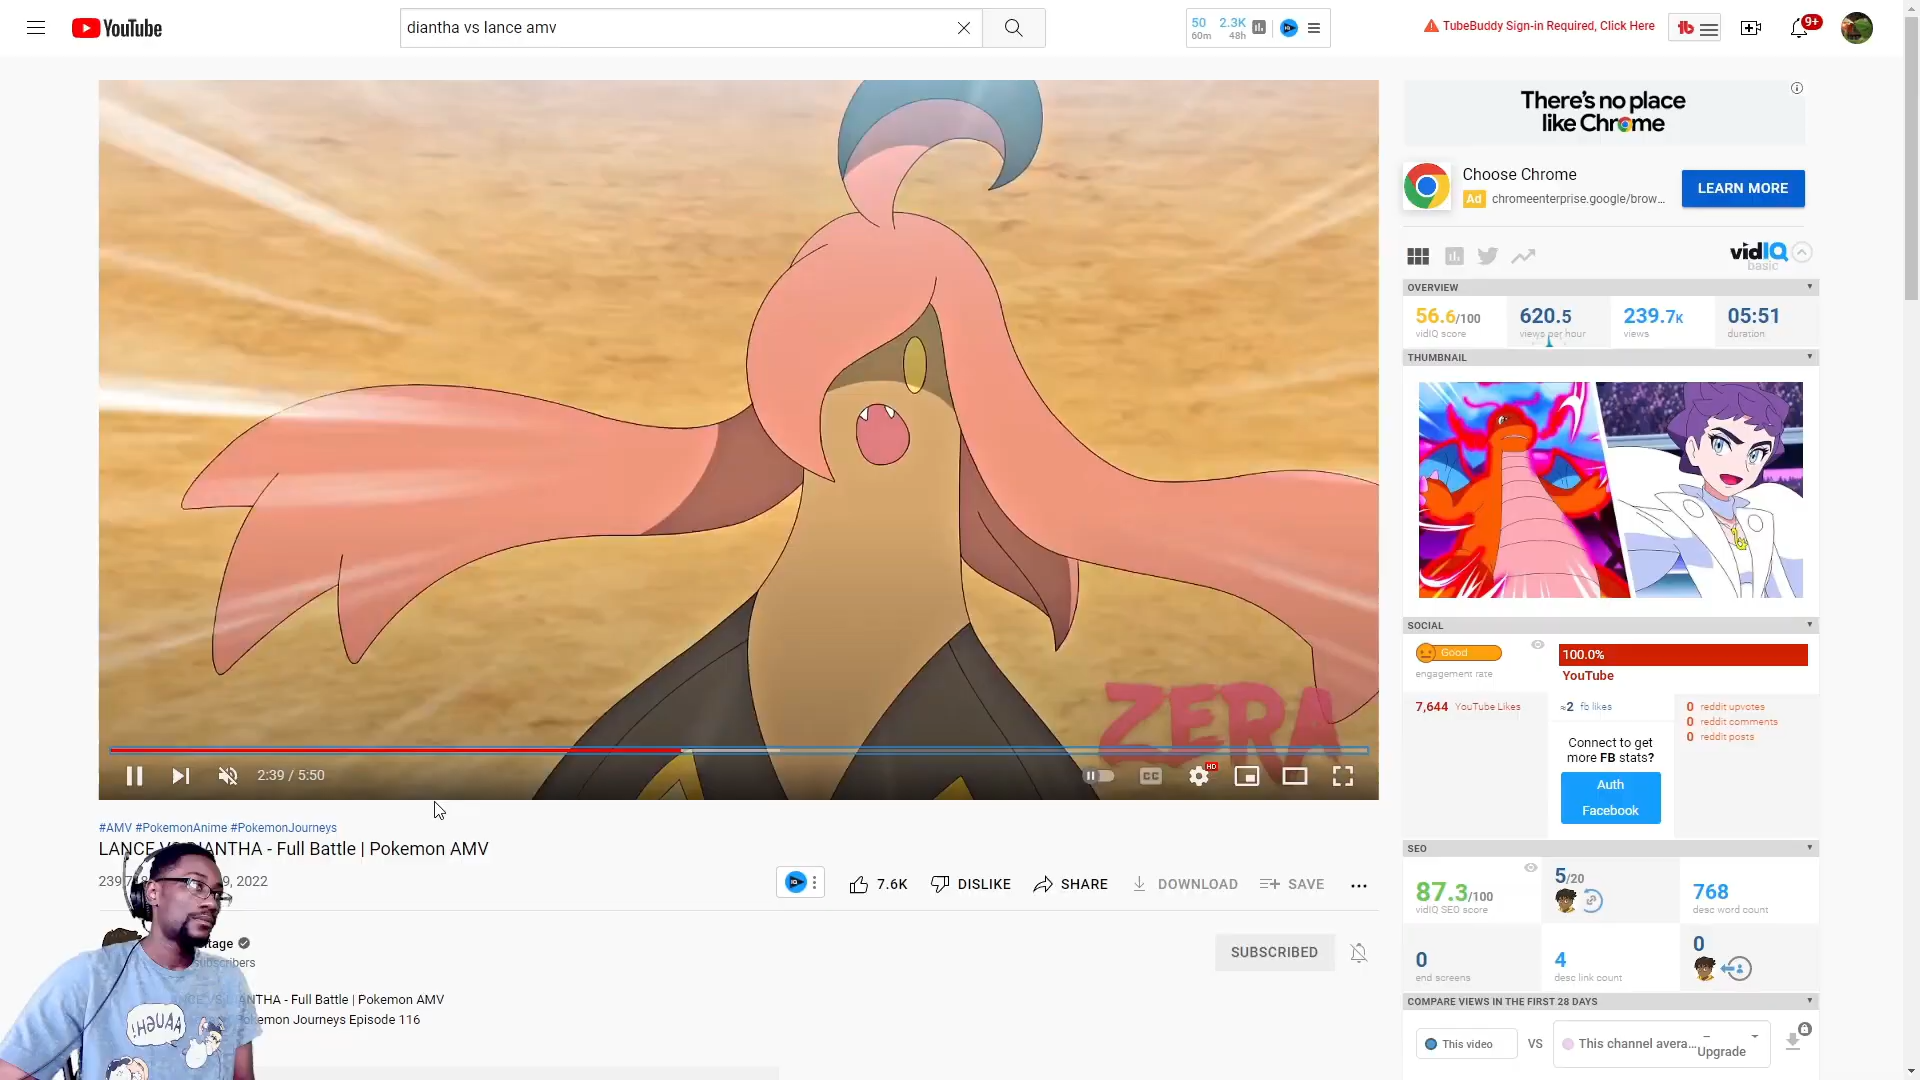 YouTube
diantha vs lance amv
50 2.3K
60m 48h
TubeBuddy Sign-in Required, Click Here
tb
9+
There's no place
like Chrome
Choose Chrome
Ad chromeenterprise.google/brow...
LEARN MORE
vidIQ
basic
OVERVIEW
56.6/100 620.5 239.7K 05:51
vidIQ score views per hour views duration
THUMBNAIL
ZERA
2:39 / 5:50
CC
HD
SOCIAL
Good
engagement rate
100.0%
YouTube
7,644 YouTube Likes
≈2 fb likes
0 reddit upvotes
0 reddit comments
0 reddit posts
Connect to get
more FB stats?
Auth
Facebook
#AMV #PokemonAnime #PokemonJourneys
LANCE VS DIANTHA - Full Battle | Pokemon AMV
9, 2022
7.6K DISLIKE SHARE DOWNLOAD SAVE
SUBSCRIBED
subscribers
ANTHA - Full Battle | Pokemon AMV
Pokemon Journeys Episode 116
AAUGH!
SEO
87.3/100
vidIQ SEO score
5/20
768
desc word count
0
end screens
4
desc link count
0
COMPARE VIEWS IN THE FIRST 28 DAYS
This video VS This channel avera...
– Upgrade